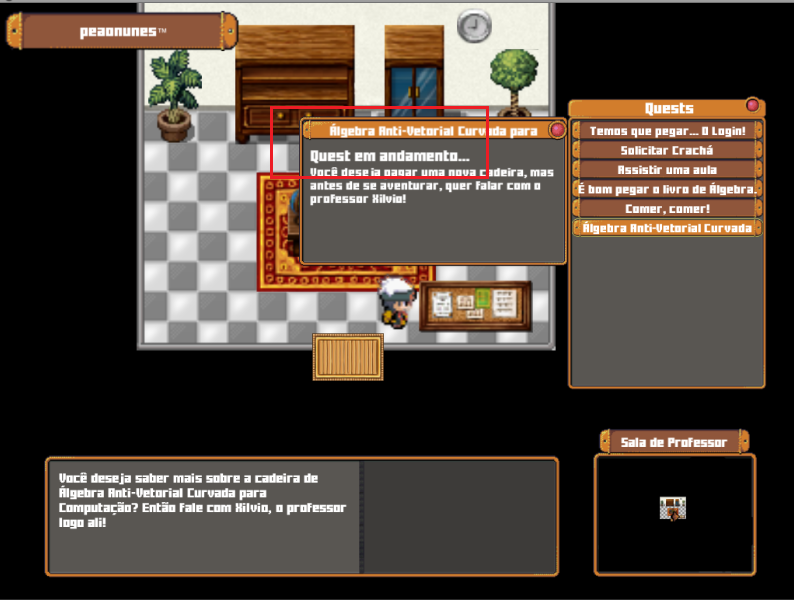 peaonunes™
Quests
Temos que pegar... O Login!
Solicitar Crachá
Assistir uma aula
É bom pegar o livro de Álgebra.
Comer, comer!
Álgebra Anti-Vetorial Curvada
Álgebra Anti-Vetorial Curvada para
Quest em andamento...
Você deseja pagar uma nova cadeira, mas
antes de se aventurar, quer falar com o
professor Xilvio!
Sala de Professor
Você deseja saber mais sobre a cadeira de
Álgebra Anti-Vetorial Curvada para
Computação? Então fale com Xilvio, o professor
logo ali!